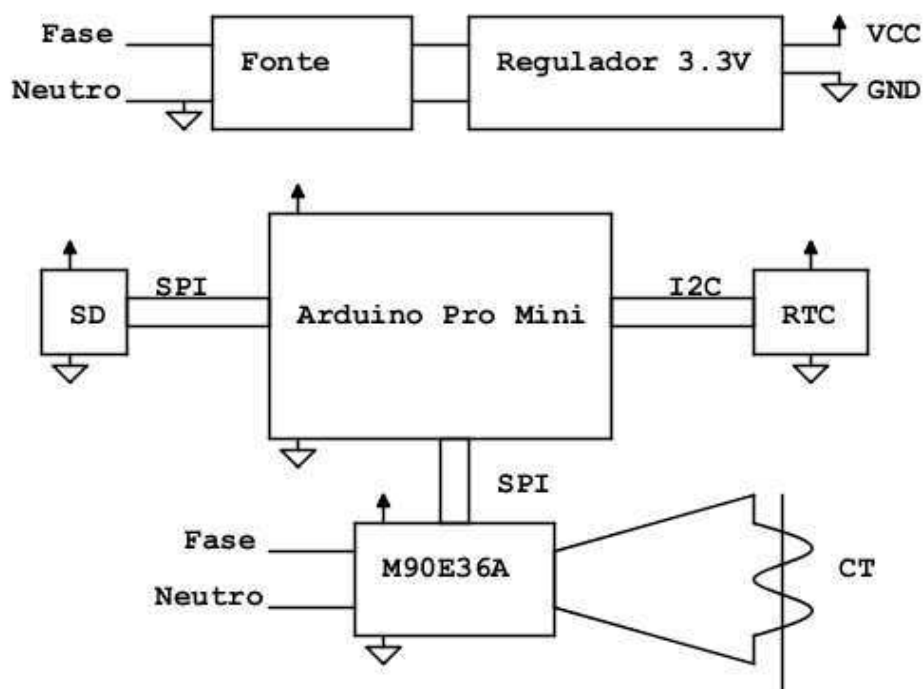 Fase
Fonte
Regulador 3.3V
VCC
Neutro
GND
SD
SPI
Arduino Pro Mini
I2C
RTC
SPI
Fase
M90E36A
Neutro
CT